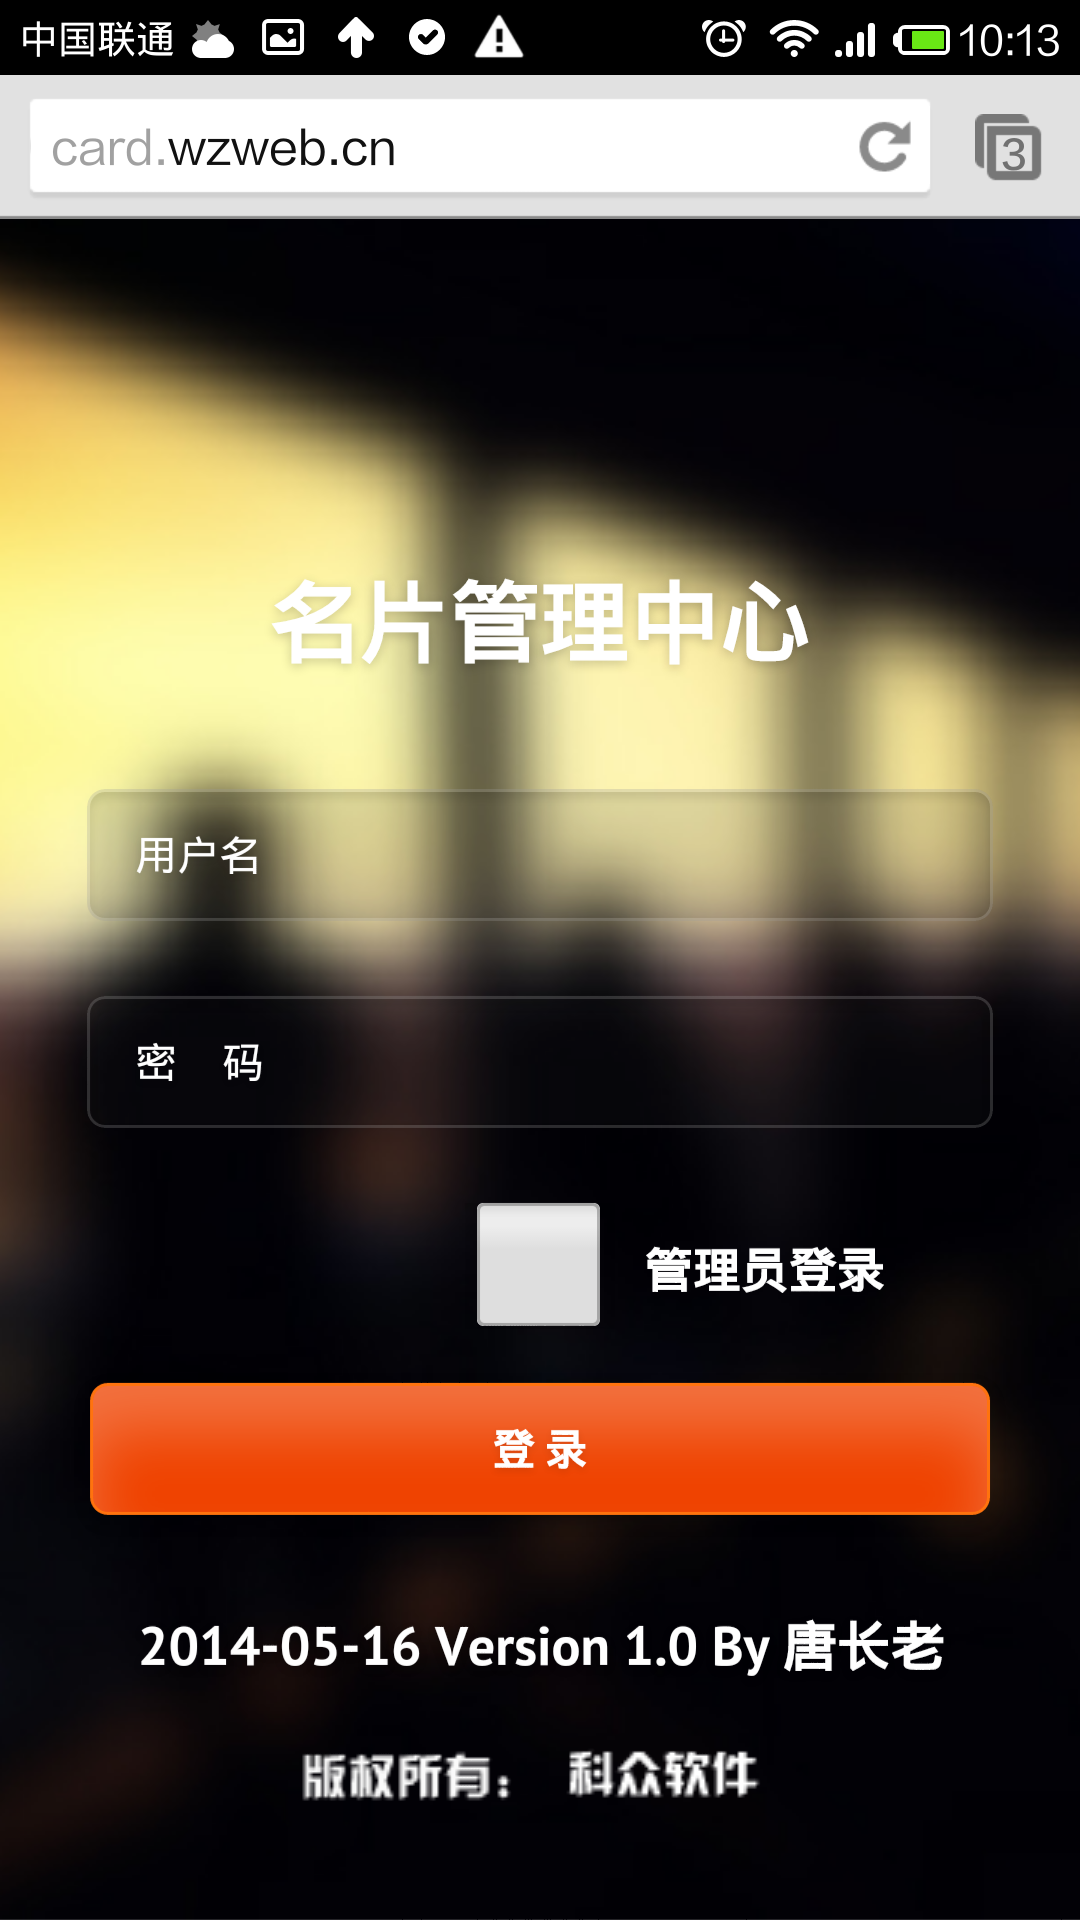 中国联通 10:13
card.wzweb.cn 3
名片管理中心
用户名
密 码
管理员登录
登 录
2014-05-16 Version 1.0 By 唐长老
版权所有： 科众软件